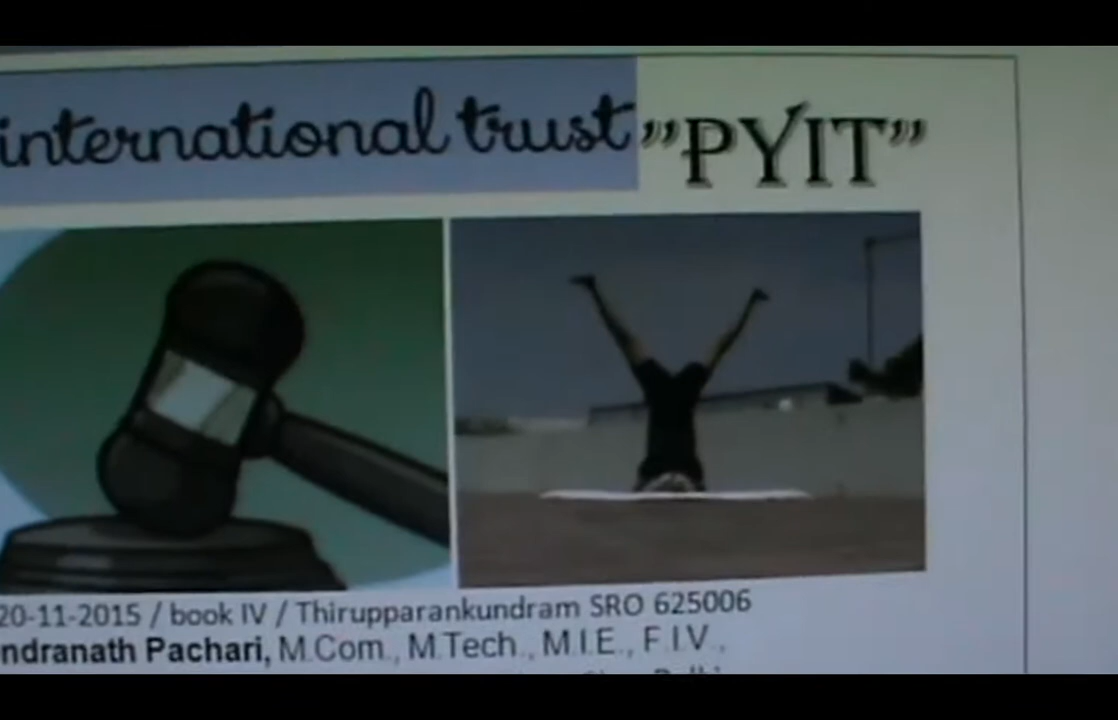 international trust "PYIT"
20-11-2015 / book IV / Thirupparankundram SRO 625006
ndranath Pachari, M.Com., M.Tech., M.I.E., F.I.V.,